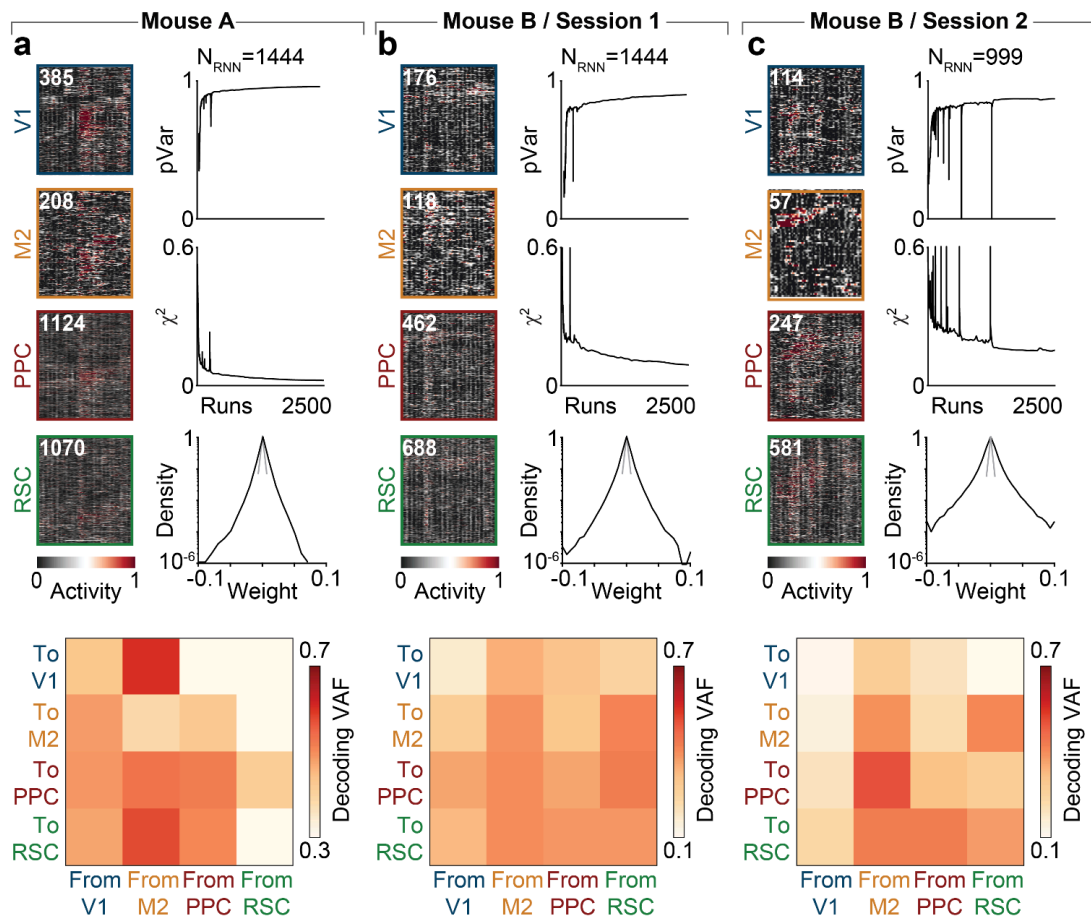 Mouse A
Mouse B / Session 1
Mouse B / Session 2
a
385
V1
208
M2
1124
PPC
1070
RSC
0 1
Activity
N_RNN=1444
1
pVar
0
0.6
χ²
0
Runs 2500
1
Density
10^-6
-0.1 0.1
Weight
b
176
V1
118
M2
462
PPC
688
RSC
0 1
Activity
N_RNN=1444
1
pVar
0
0.6
χ²
0
Runs 2500
1
Density
10^-6
-0.1 0.1
Weight
c
114
V1
57
M2
247
PPC
581
RSC
0 1
Activity
N_RNN=999
1
pVar
0
0.6
χ²
0
Runs 2500
1
Density
10^-6
-0.1 0.1
Weight
To
V1
To
M2
To
PPC
To
RSC
From From From From
V1 M2 PPC RSC
0.7
Decoding VAF
0.3
To
V1
To
M2
To
PPC
To
RSC
From From From From
V1 M2 PPC RSC
0.7
Decoding VAF
0.1
To
V1
To
M2
To
PPC
To
RSC
From From From From
V1 M2 PPC RSC
0.7
Decoding VAF
0.1